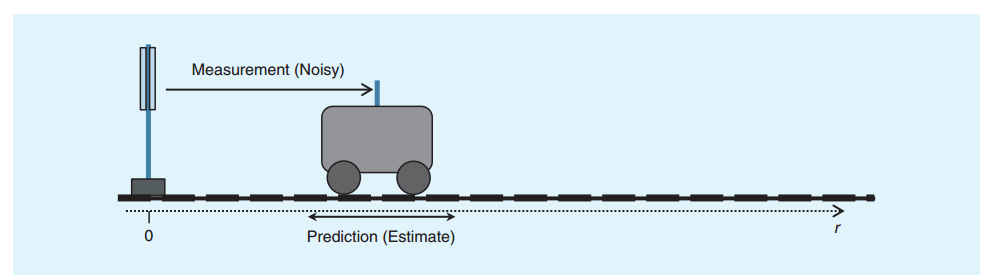 Measurement (Noisy)
0
Prediction (Estimate)
r